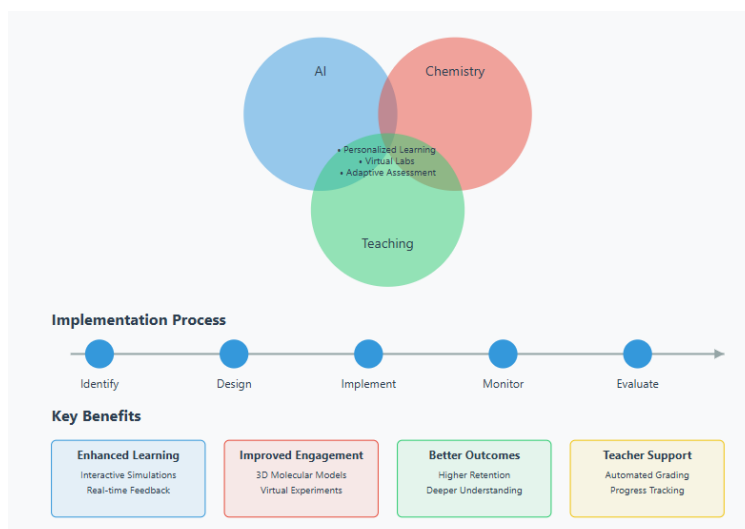 AI
Chemistry
• Personalized Learning
• Virtual Labs
• Adaptive Assessment
Teaching
Implementation Process
Identify
Design
Implement
Monitor
Evaluate
Key Benefits
Enhanced Learning
Interactive Simulations
Real-time Feedback
Improved Engagement
3D Molecular Models
Virtual Experiments
Better Outcomes
Higher Retention
Deeper Understanding
Teacher Support
Automated Grading
Progress Tracking